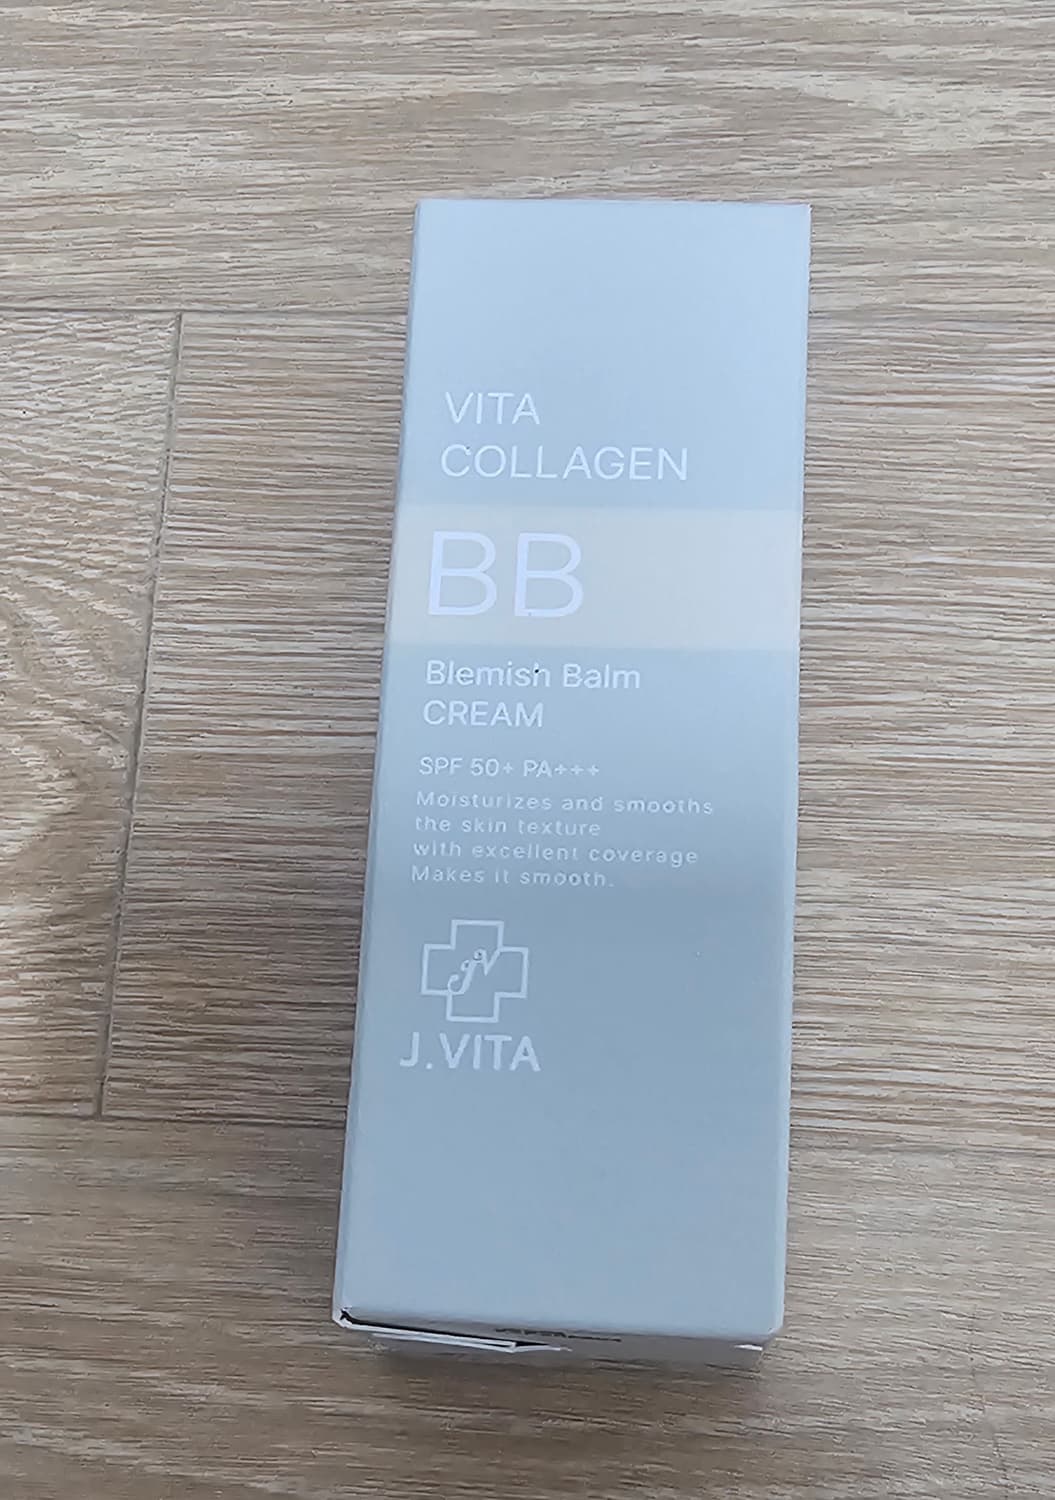 VITA
COLLAGEN
BB
Blemish Balm
CREAM
SPF 50+ PA+++
Moisturizes and smooths
the skin texture
with excellent coverage
Makes it smooth.
JV
J.VITA